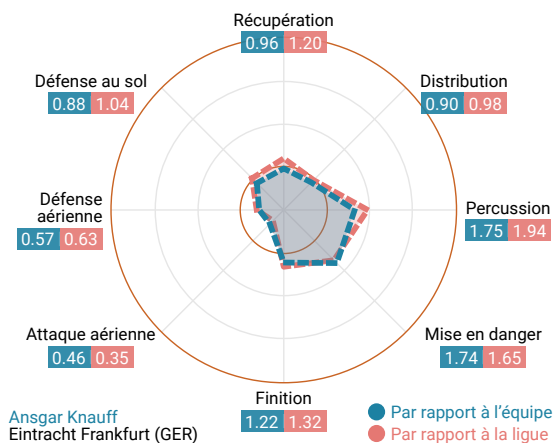 Récupération
0.96 1.20
Défense au sol
0.88 1.04
Distribution
0.90 0.98
Défense
aérienne
0.57 0.63
Percussion
1.75 1.94
Attaque aérienne
0.46 0.35
Mise en danger
1.74 1.65
Finition
1.22 1.32
Ansgar Knauff
Eintracht Frankfurt (GER)
Par rapport à l'équipe
Par rapport à la ligue